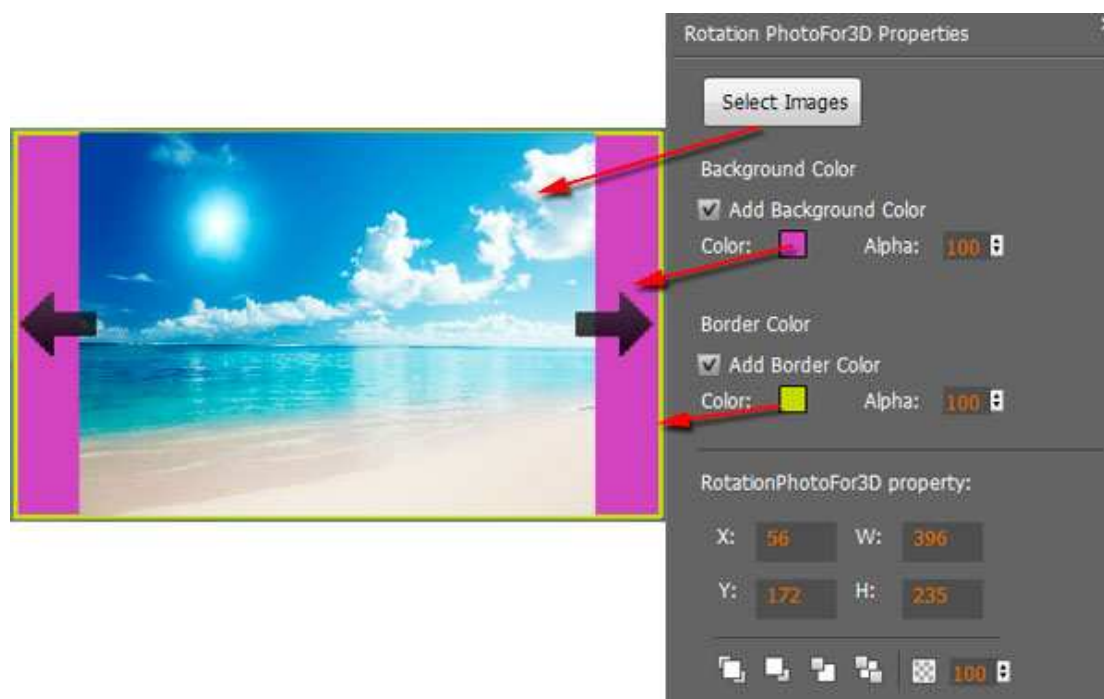 Rotation PhotoFor3D Properties
Select Images
Background Color
Add Background Color
Color: Alpha: 100
Border Color
Add Border Color
Color: Alpha: 100
RotationPhotoFor3D property:
X: 56 W: 396
Y: 172 H: 235
100